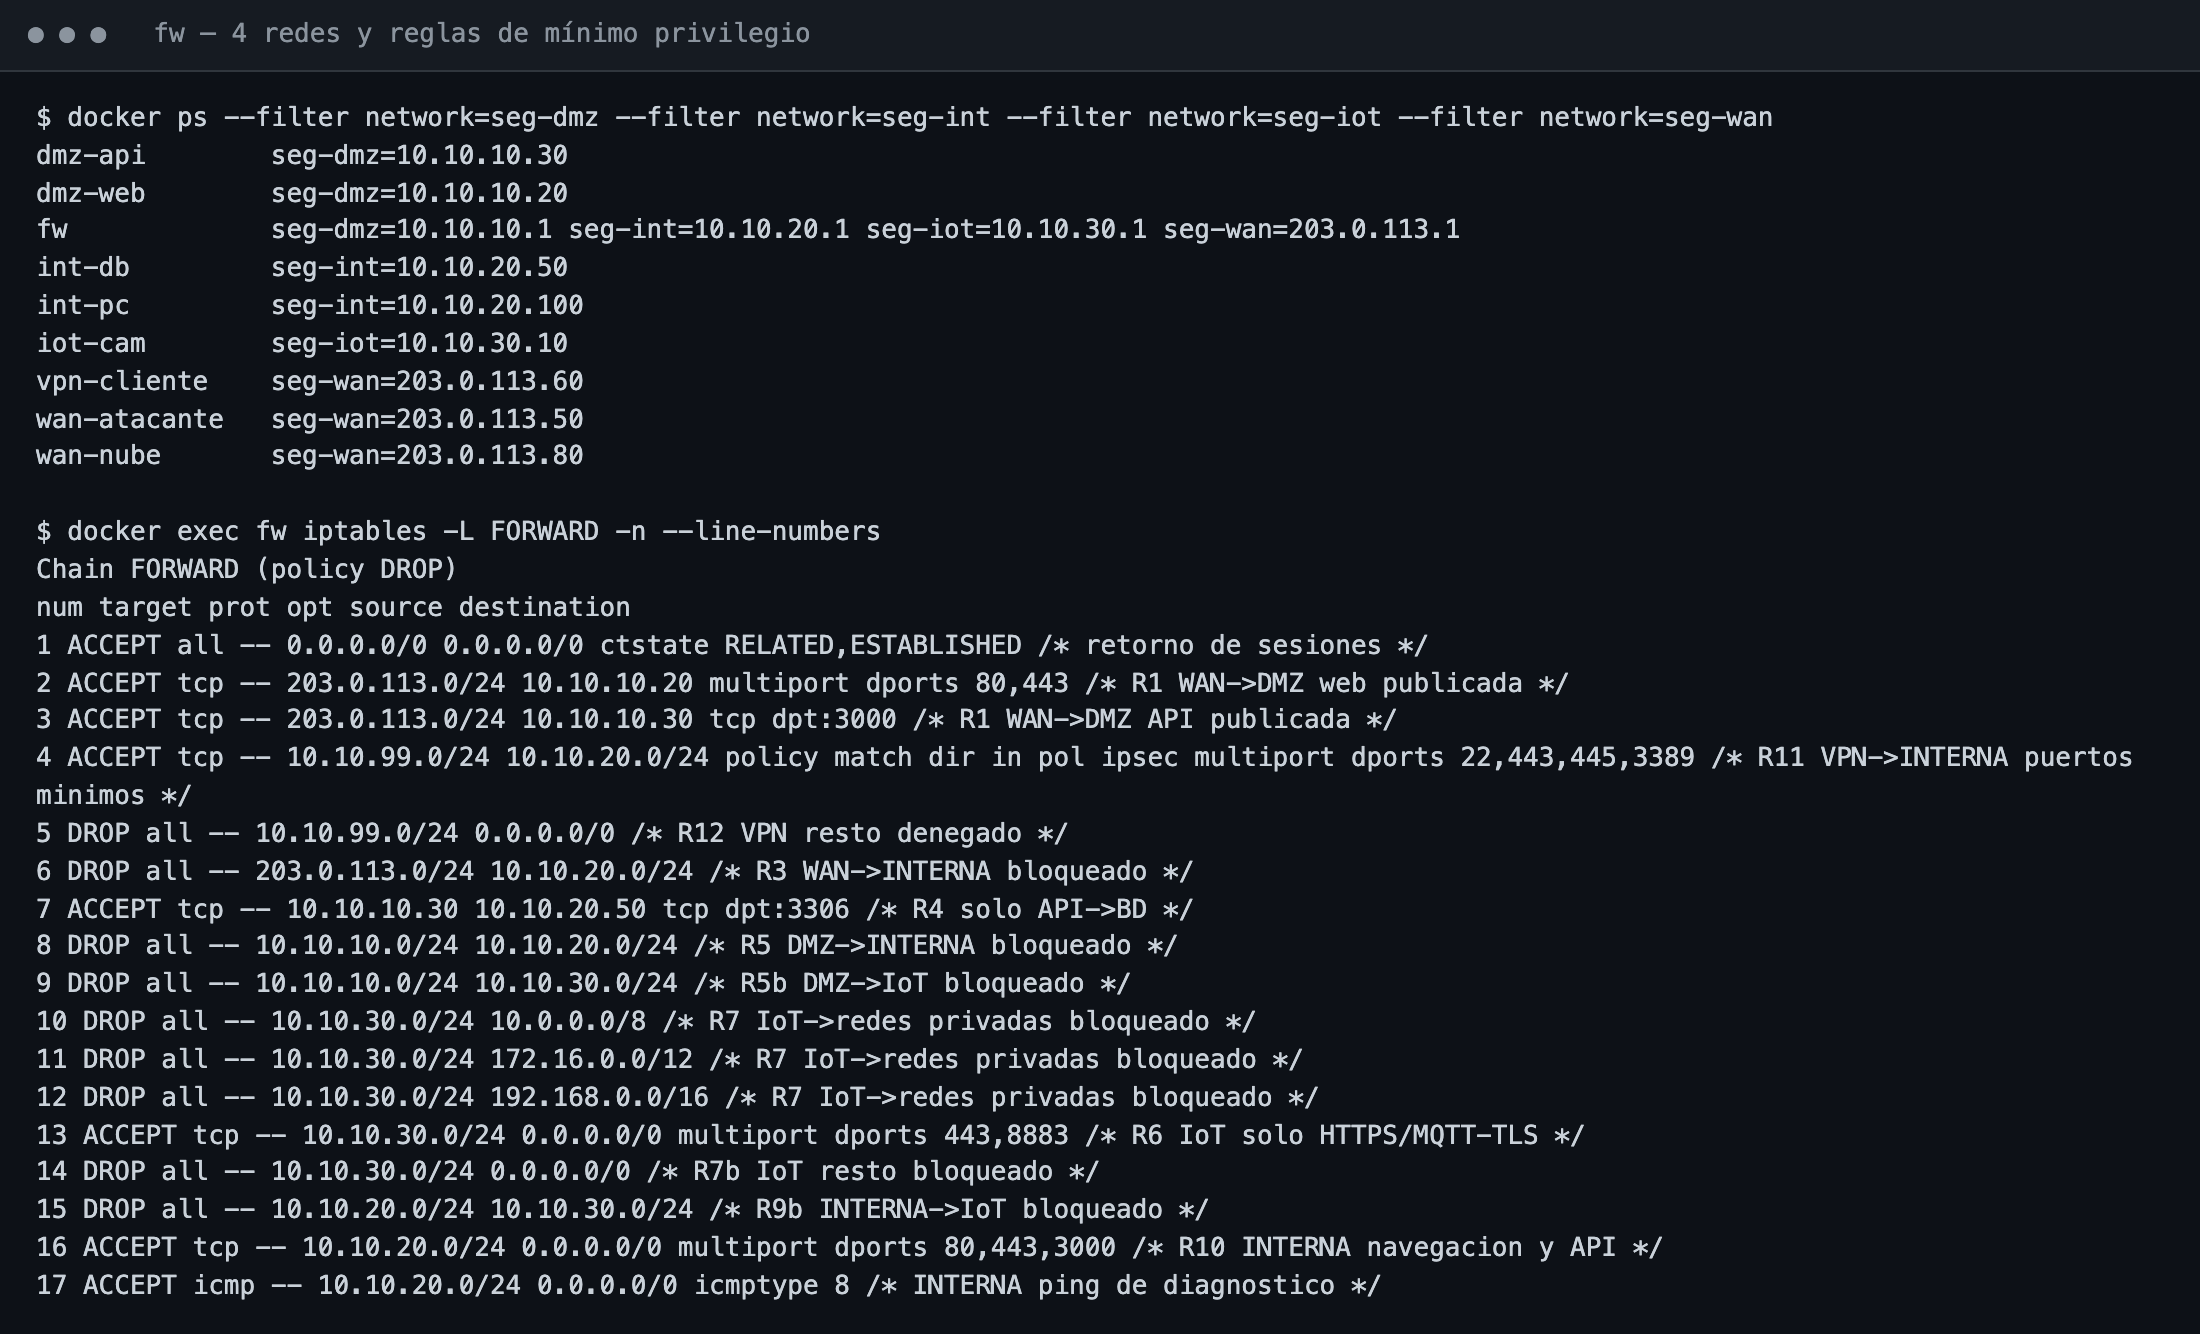 fw — 4 redes y reglas de mínimo privilegio
$ docker ps --filter network=seg-dmz --filter network=seg-int --filter network=seg-iot --filter network=seg-wan
dmz-api        seg-dmz=10.10.10.30
dmz-web        seg-dmz=10.10.10.20
fw             seg-dmz=10.10.10.1 seg-int=10.10.20.1 seg-iot=10.10.30.1 seg-wan=203.0.113.1
int-db         seg-int=10.10.20.50
int-pc         seg-int=10.10.20.100
iot-cam        seg-iot=10.10.30.10
vpn-cliente    seg-wan=203.0.113.60
wan-atacante   seg-wan=203.0.113.50
wan-nube       seg-wan=203.0.113.80
$ docker exec fw iptables -L FORWARD -n --line-numbers
Chain FORWARD (policy DROP)
num target prot opt source destination
1 ACCEPT all -- 0.0.0.0/0 0.0.0.0/0 ctstate RELATED,ESTABLISHED /* retorno de sesiones */
2 ACCEPT tcp -- 203.0.113.0/24 10.10.10.20 multiport dports 80,443 /* R1 WAN->DMZ web publicada */
3 ACCEPT tcp -- 203.0.113.0/24 10.10.10.30 tcp dpt:3000 /* R1 WAN->DMZ API publicada */
4 ACCEPT tcp -- 10.10.99.0/24 10.10.20.0/24 policy match dir in pol ipsec multiport dports 22,443,445,3389 /* R11 VPN->INTERNA puertos
minimos */
5 DROP all -- 10.10.99.0/24 0.0.0.0/0 /* R12 VPN resto denegado */
6 DROP all -- 203.0.113.0/24 10.10.20.0/24 /* R3 WAN->INTERNA bloqueado */
7 ACCEPT tcp -- 10.10.10.30 10.10.20.50 tcp dpt:3306 /* R4 solo API->BD */
8 DROP all -- 10.10.10.0/24 10.10.20.0/24 /* R5 DMZ->INTERNA bloqueado */
9 DROP all -- 10.10.10.0/24 10.10.30.0/24 /* R5b DMZ->IoT bloqueado */
10 DROP all -- 10.10.30.0/24 10.0.0.0/8 /* R7 IoT->redes privadas bloqueado */
11 DROP all -- 10.10.30.0/24 172.16.0.0/12 /* R7 IoT->redes privadas bloqueado */
12 DROP all -- 10.10.30.0/24 192.168.0.0/16 /* R7 IoT->redes privadas bloqueado */
13 ACCEPT tcp -- 10.10.30.0/24 0.0.0.0/0 multiport dports 443,8883 /* R6 IoT solo HTTPS/MQTT-TLS */
14 DROP all -- 10.10.30.0/24 0.0.0.0/0 /* R7b IoT resto bloqueado */
15 DROP all -- 10.10.20.0/24 10.10.30.0/24 /* R9b INTERNA->IoT bloqueado */
16 ACCEPT tcp -- 10.10.20.0/24 0.0.0.0/0 multiport dports 80,443,3000 /* R10 INTERNA navegacion y API */
17 ACCEPT icmp -- 10.10.20.0/24 0.0.0.0/0 icmptype 8 /* INTERNA ping de diagnostico */